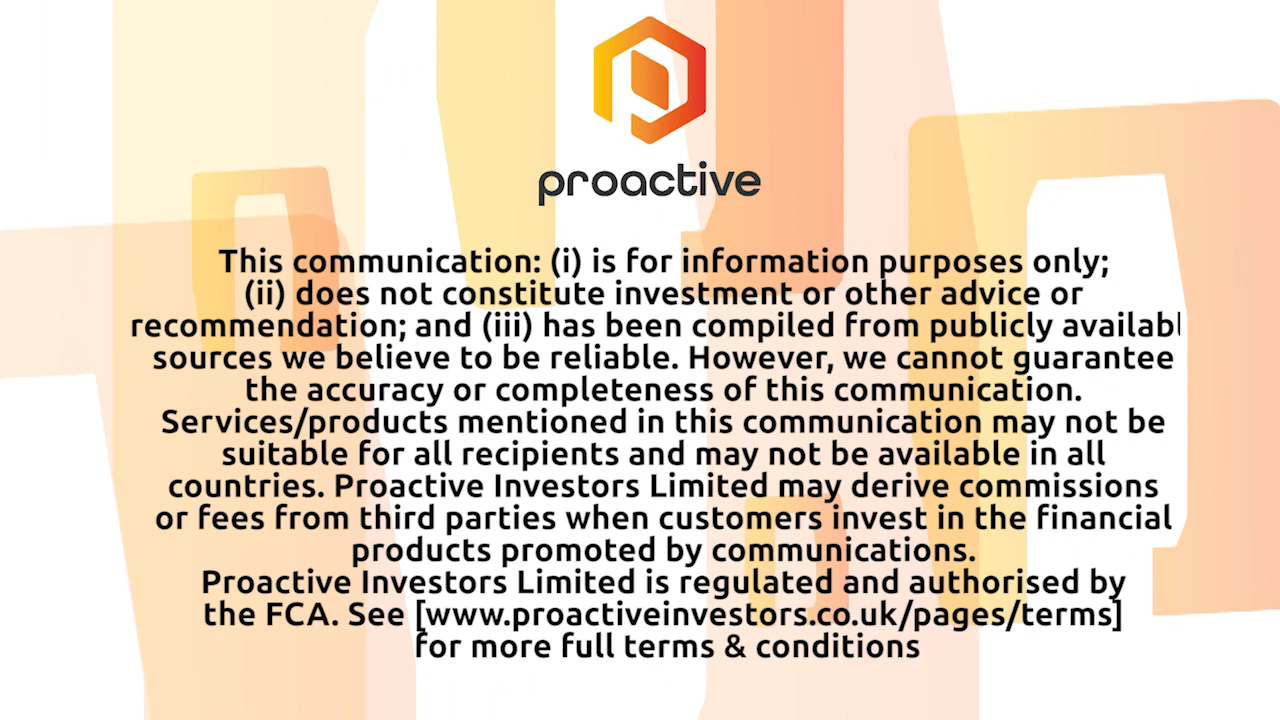 proactive
This communication: (i) is for information purposes only;
(ii) does not constitute investment or other advice or
recommendation; and (iii) has been compiled from publicly availabl
sources we believe to be reliable. However, we cannot guarantee
the accuracy or completeness of this communication.
Services/products mentioned in this communication may not be
suitable for all recipients and may not be available in all
countries. Proactive Investors Limited may derive commissions
or fees from third parties when customers invest in the financial
products promoted by communications.
Proactive Investors Limited is regulated and authorised by
the FCA. See [www.proactiveinvestors.co.uk/pages/terms]
for more full terms & conditions